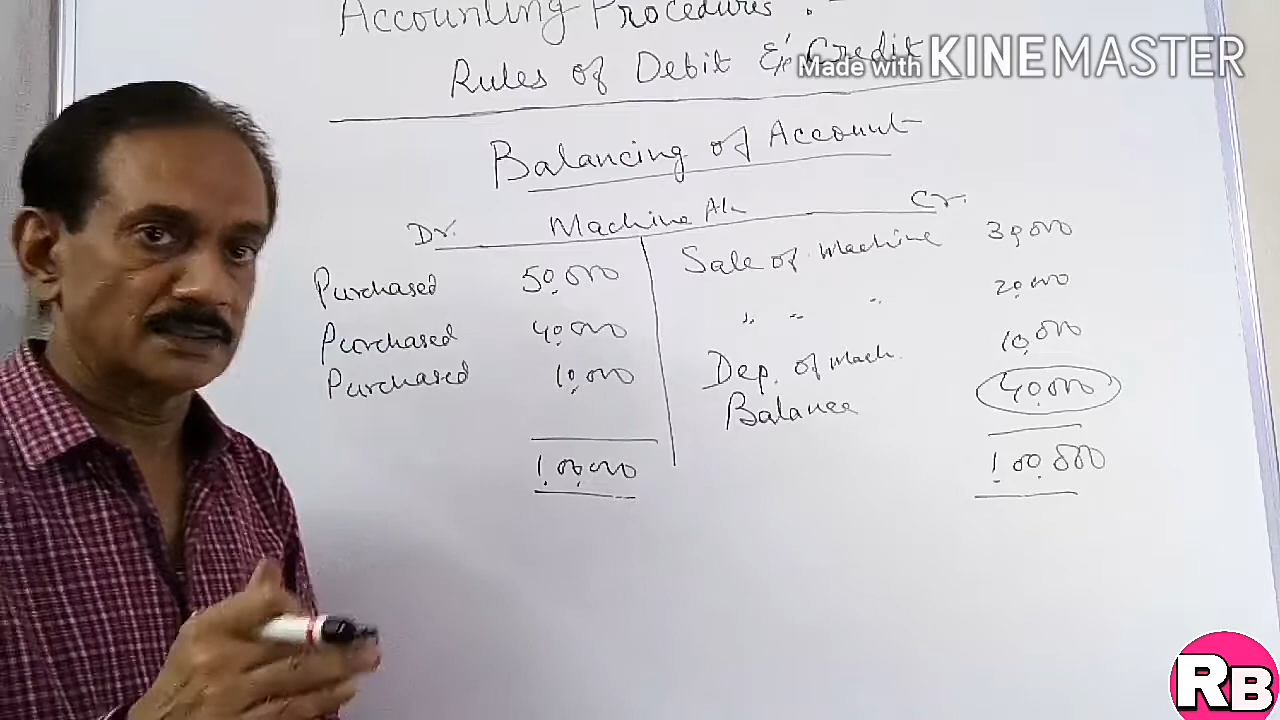 Accounting Procedures : -
Rules of Debit & Credit
Made with KINEMASTER
Balancing of Account
Dr. Machine A/c Cr.
Purchased 50,000 Sale of Machine 30,000
Purchased 40,000 " " " 20,000
Purchased 10,000 Dep. of Mach. 10,000
Balance 40,000
1,00,000 1,00,000
RB